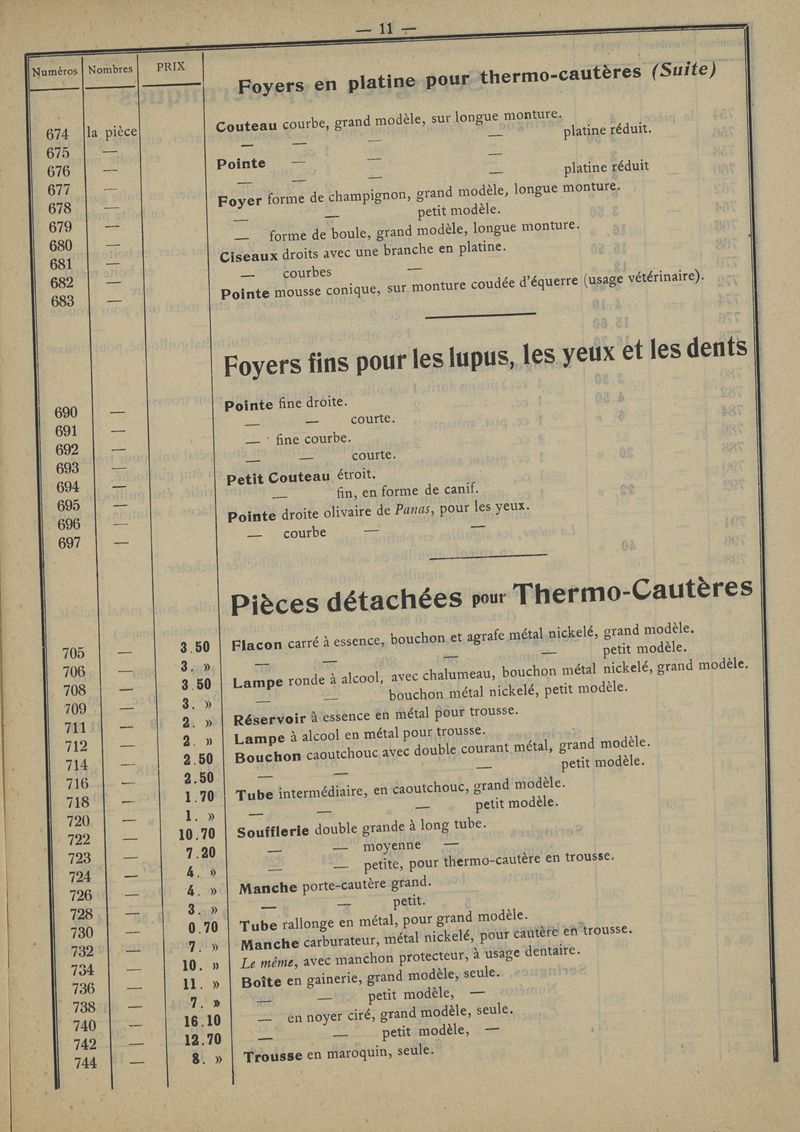 — 11 —
Numéros Nombres PRIX
Foyers en platine pour thermo-cautères (Suite)
674 la pièce Couteau courbe, grand modèle, sur longue monture.
675 — — — — — platine réduit.
676 — Pointe — — —
677 — — — — — platine réduit
678 — Foyer forme de champignon, grand modèle, longue monture.
679 — — — petit modèle.
680 — — forme de boule, grand modèle, longue monture.
681 — Ciseaux droits avec une branche en platine.
682 — — courbes —
683 — Pointe mousse conique, sur monture coudée d'équerre (usage vétérinaire).
Foyers fins pour les lupus, les yeux et les dents
690 — Pointe fine droite.
691 — — — courte.
692 — — fine courbe.
693 — — — courte.
694 — Petit Couteau étroit.
695 — — fin, en forme de canif.
696 — Pointe droite olivaire de Panas, pour les yeux.
697 — — courbe — —
Pièces détachées pour Thermo-Cautères
705 — 3.50 Flacon carré à essence, bouchon et agrafe métal nickelé, grand modèle.
706 — 3. » — — — — petit modèle.
708 — 3.50 Lampe ronde à alcool, avec chalumeau, bouchon métal nickelé, grand modèle.
709 — 3. » — — bouchon métal nickelé, petit modèle.
711 — 2. » Réservoir à essence en métal pour trousse.
712 — 2. » Lampe à alcool en métal pour trousse.
714 — 2.50 Bouchon caoutchouc avec double courant métal, grand modèle.
716 — 2.50 — — — petit modèle.
718 — 1.70 Tube intermédiaire, en caoutchouc, grand modèle.
720 — 1. » — — — petit modèle.
722 — 10.70 Soufflerie double grande à long tube.
723 — 7.20 — — moyenne —
724 — 4. » — — petite, pour thermo-cautère en trousse.
726 — 4. » Manche porte-cautère grand.
728 — 3. » — — petit.
730 — 0.70 Tube rallonge en métal, pour grand modèle.
732 — 7. » Manche carburateur, métal nickelé, pour cautère en trousse.
734 — 10. » Le même, avec manchon protecteur, à usage dentaire.
736 — 11. » Boîte en gainerie, grand modèle, seule.
738 — 7. » — — petit modèle, —
740 — 16.10 — en noyer ciré, grand modèle, seule.
742 — 12.70 — — petit modèle, —
744 — 8. » Trousse en maroquin, seule.